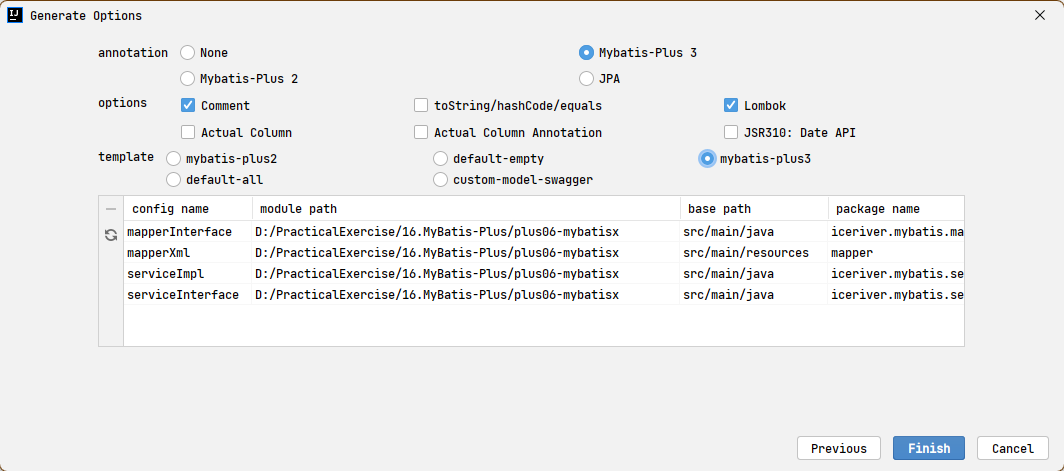 IJ Generate Options
annotation None Mybatis-Plus 3
Mybatis-Plus 2 JPA
options Comment toString/hashCode/equals Lombok
Actual Column Actual Column Annotation JSR310: Date API
template mybatis-plus2 default-empty mybatis-plus3
default-all custom-model-swagger
config name module path base path package name
mapperInterface D:/PracticalExercise/16.MyBatis-Plus/plus06-mybatisx src/main/java iceriver.mybatis.ma
mapperXml D:/PracticalExercise/16.MyBatis-Plus/plus06-mybatisx src/main/resources mapper
serviceImpl D:/PracticalExercise/16.MyBatis-Plus/plus06-mybatisx src/main/java iceriver.mybatis.se
serviceInterface D:/PracticalExercise/16.MyBatis-Plus/plus06-mybatisx src/main/java iceriver.mybatis.se
Previous Finish Cancel